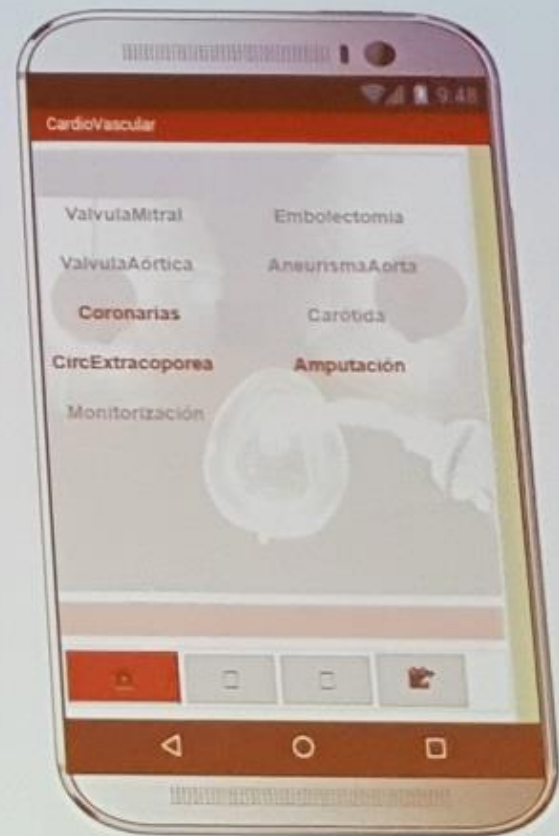 9:48
CardioVascular
ValvulaMitral
Embolectomia
ValvulaAórtica
AneurismaAorta
Coronarias
Carótida
CircExtracoporea
Amputación
Monitorización